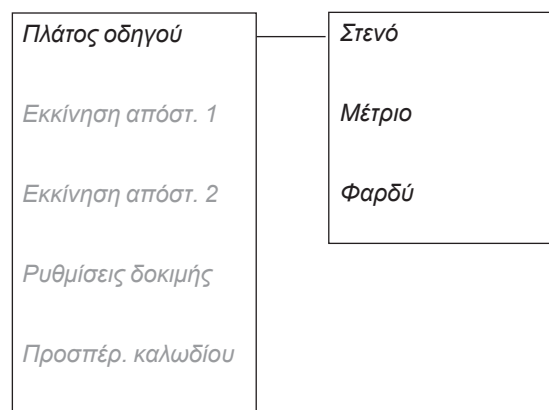 Πλάτος οδηγού
Εκκίνηση απόστ. 1
Εκκίνηση απόστ. 2
Ρυθμίσεις δοκιμής
Προσπέρ. καλωδίου
Στενό
Μέτριο
Φαρδύ